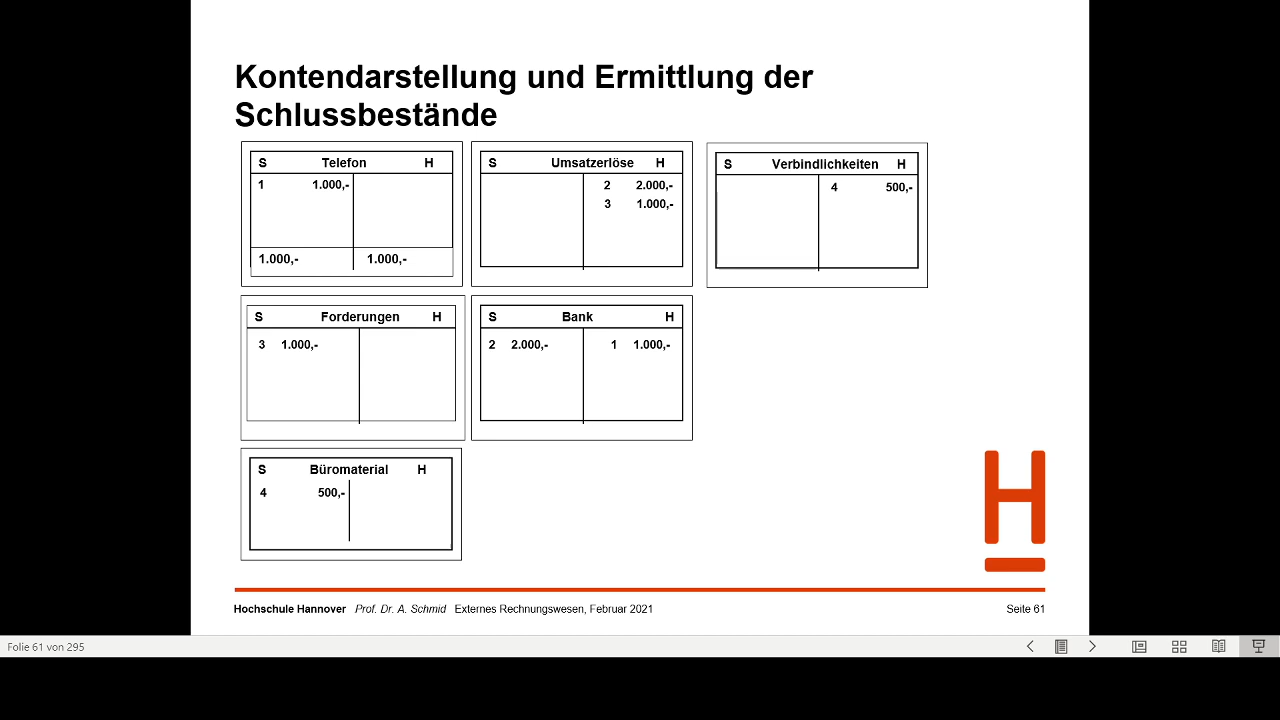 Kontendarstellung und Ermittlung der
Schlussbestände
S Telefon H
1 1.000,-
1.000,- 1.000,-
S Umsatzerlöse H
2 2.000,-
3 1.000,-
S Verbindlichkeiten H
4 500,-
S Forderungen H
3 1.000,-
S Bank H
2 2.000,- 1 1.000,-
S Büromaterial H
4 500,-
H
Hochschule Hannover Prof. Dr. A. Schmid Externes Rechnungswesen, Februar 2021 Seite 61
Folie 61 von 295